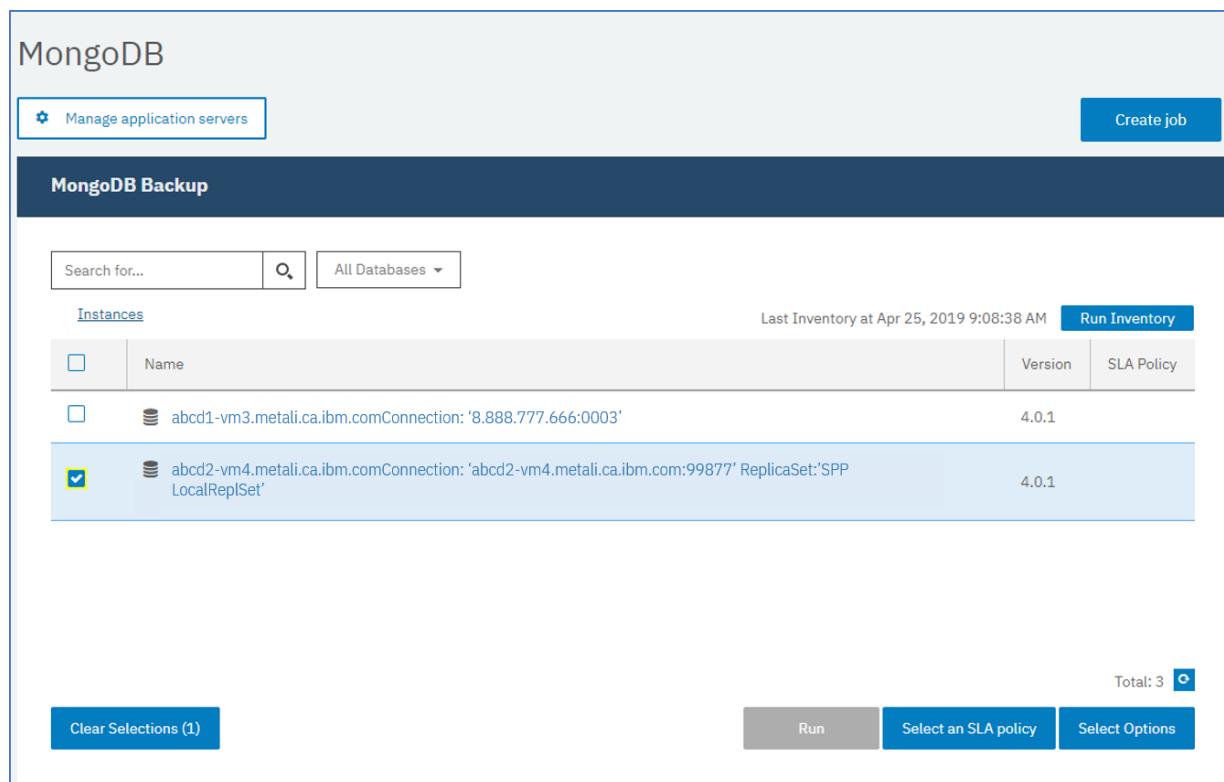 MongoDB
Manage application servers
Create job
MongoDB Backup
Search for...
All Databases
Instances
Last Inventory at Apr 25, 2019 9:08:38 AM
Run Inventory
Name
Version
SLA Policy
abcd1-vm3.metali.ca.ibm.comConnection: ‘8.888.777.666:0003’
4.0.1
abcd2-vm4.metali.ca.ibm.comConnection: ‘abcd2-vm4.metali.ca.ibm.com:99877’ ReplicaSet:’SPP
LocalReplSet’
4.0.1
Total: 3
Clear Selections (1)
Run
Select an SLA policy
Select Options